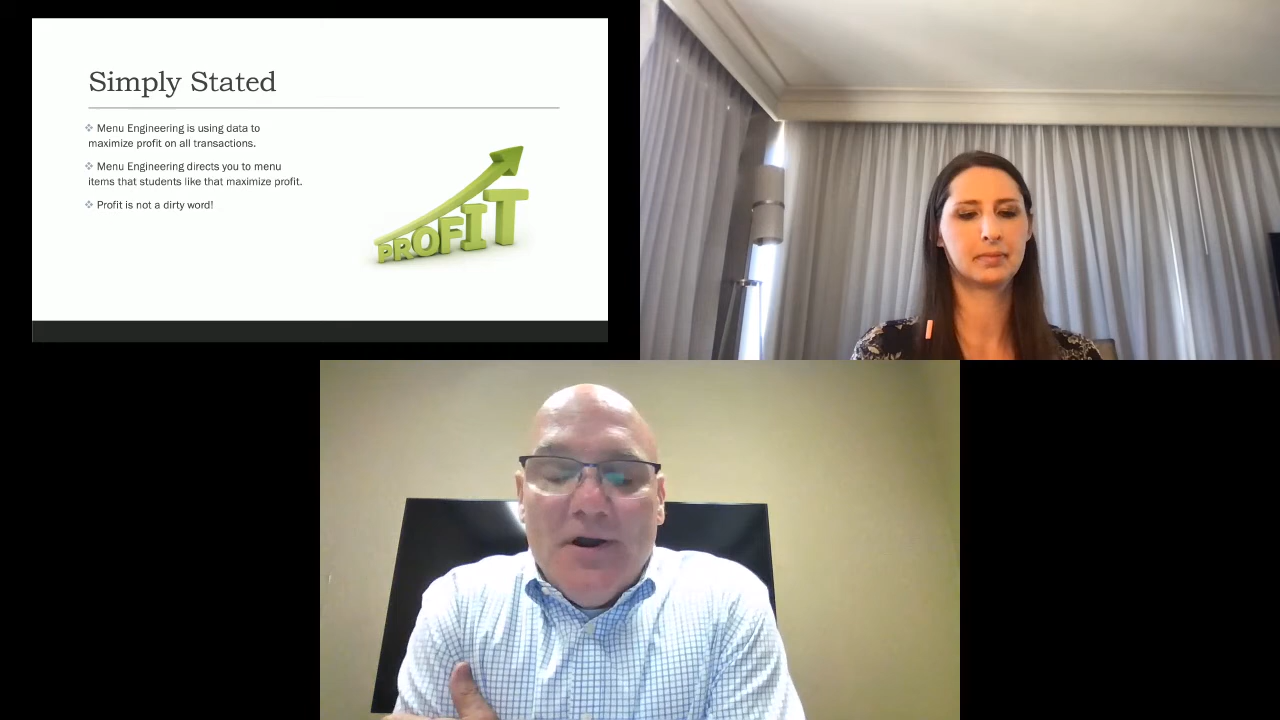 Simply Stated
❖ Menu Engineering is using data to
maximize profit on all transactions.
❖ Menu Engineering directs you to menu
items that students like that maximize profit.
❖ Profit is not a dirty word!
PROFIT